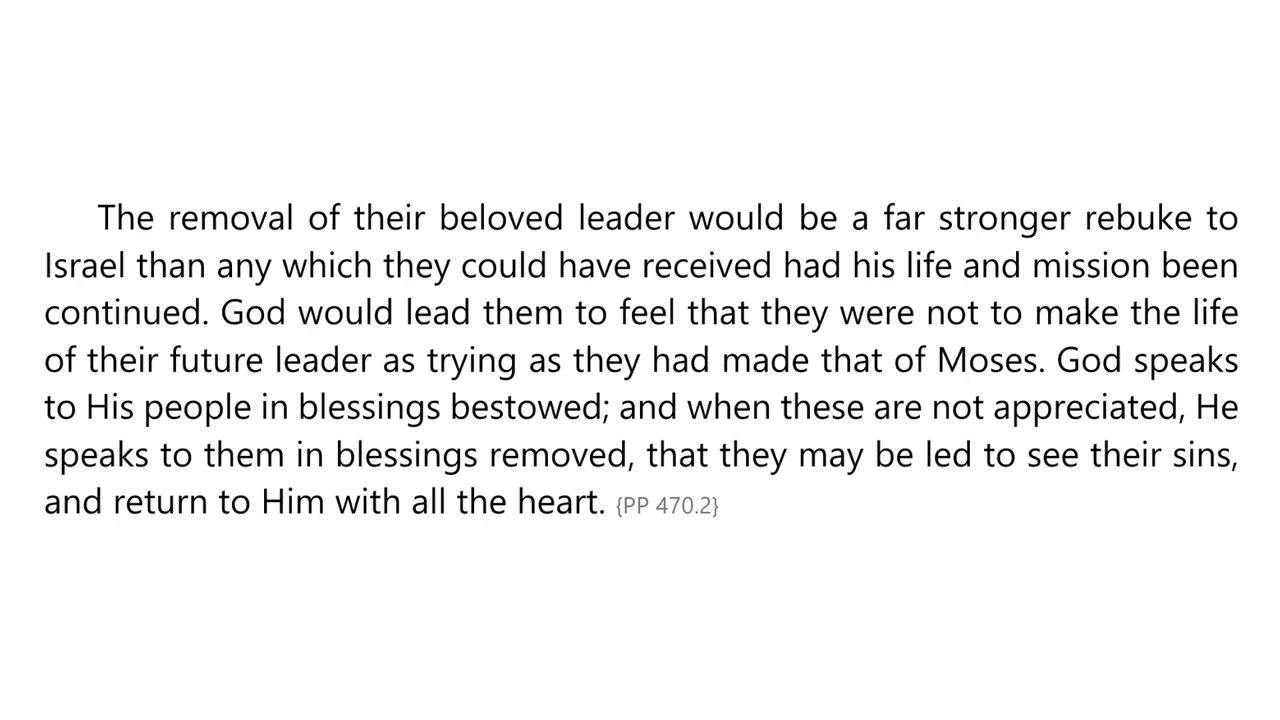 The removal of their beloved leader would be a far stronger rebuke to
Israel than any which they could have received had his life and mission been
continued. God would lead them to feel that they were not to make the life
of their future leader as trying as they had made that of Moses. God speaks
to His people in blessings bestowed; and when these are not appreciated, He
speaks to them in blessings removed, that they may be led to see their sins,
and return to Him with all the heart. {PP 470.2}